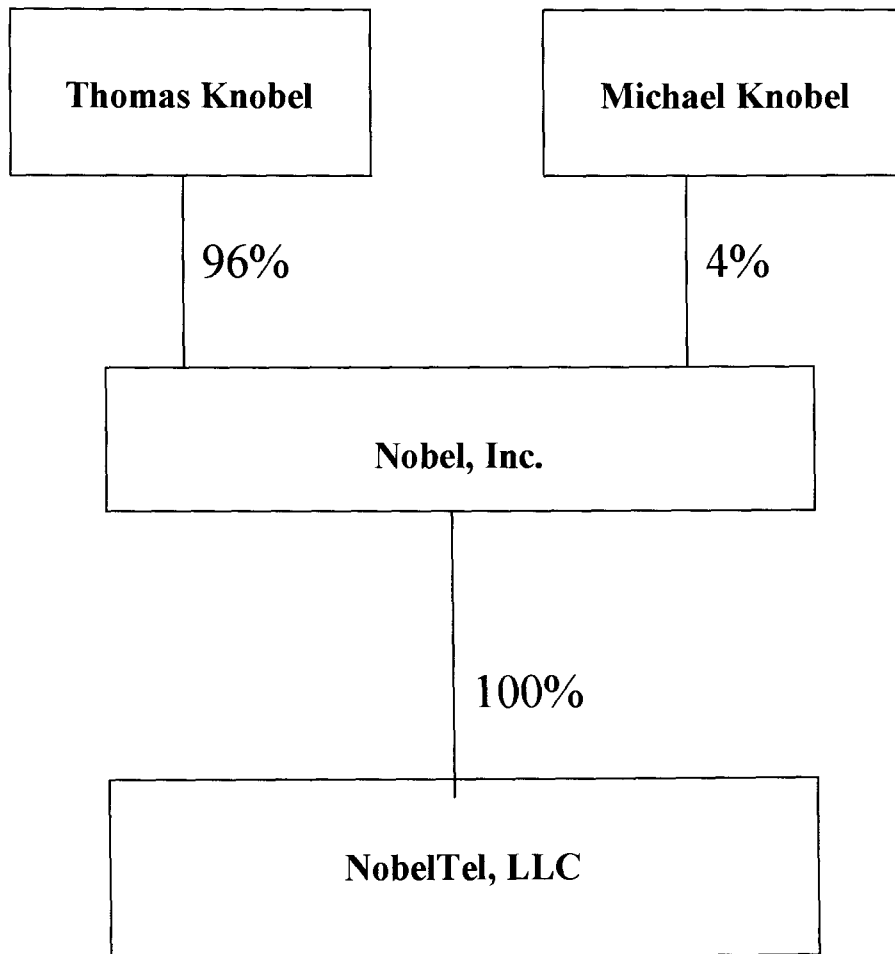 Thomas Knobel
Michael Knobel
96%
4%
Nobel, Inc.
100%
NobelTel, LLC